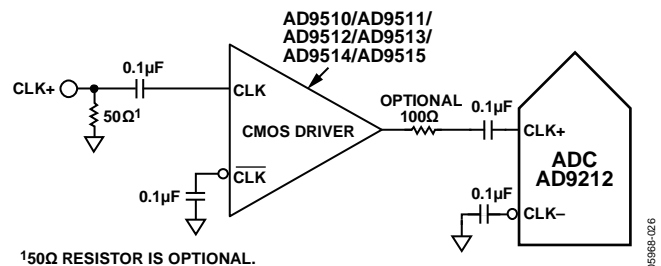 AD9510/AD9511/
AD9512/AD9513/
AD9514/AD9515
CLK+
0.1µF
50Ω1
CLK
CMOS DRIVER
CLK
0.1µF
OPTIONAL
100Ω
0.1µF
CLK+
ADC
AD9212
0.1µF
CLK–
150Ω RESISTOR IS OPTIONAL.
05968-026